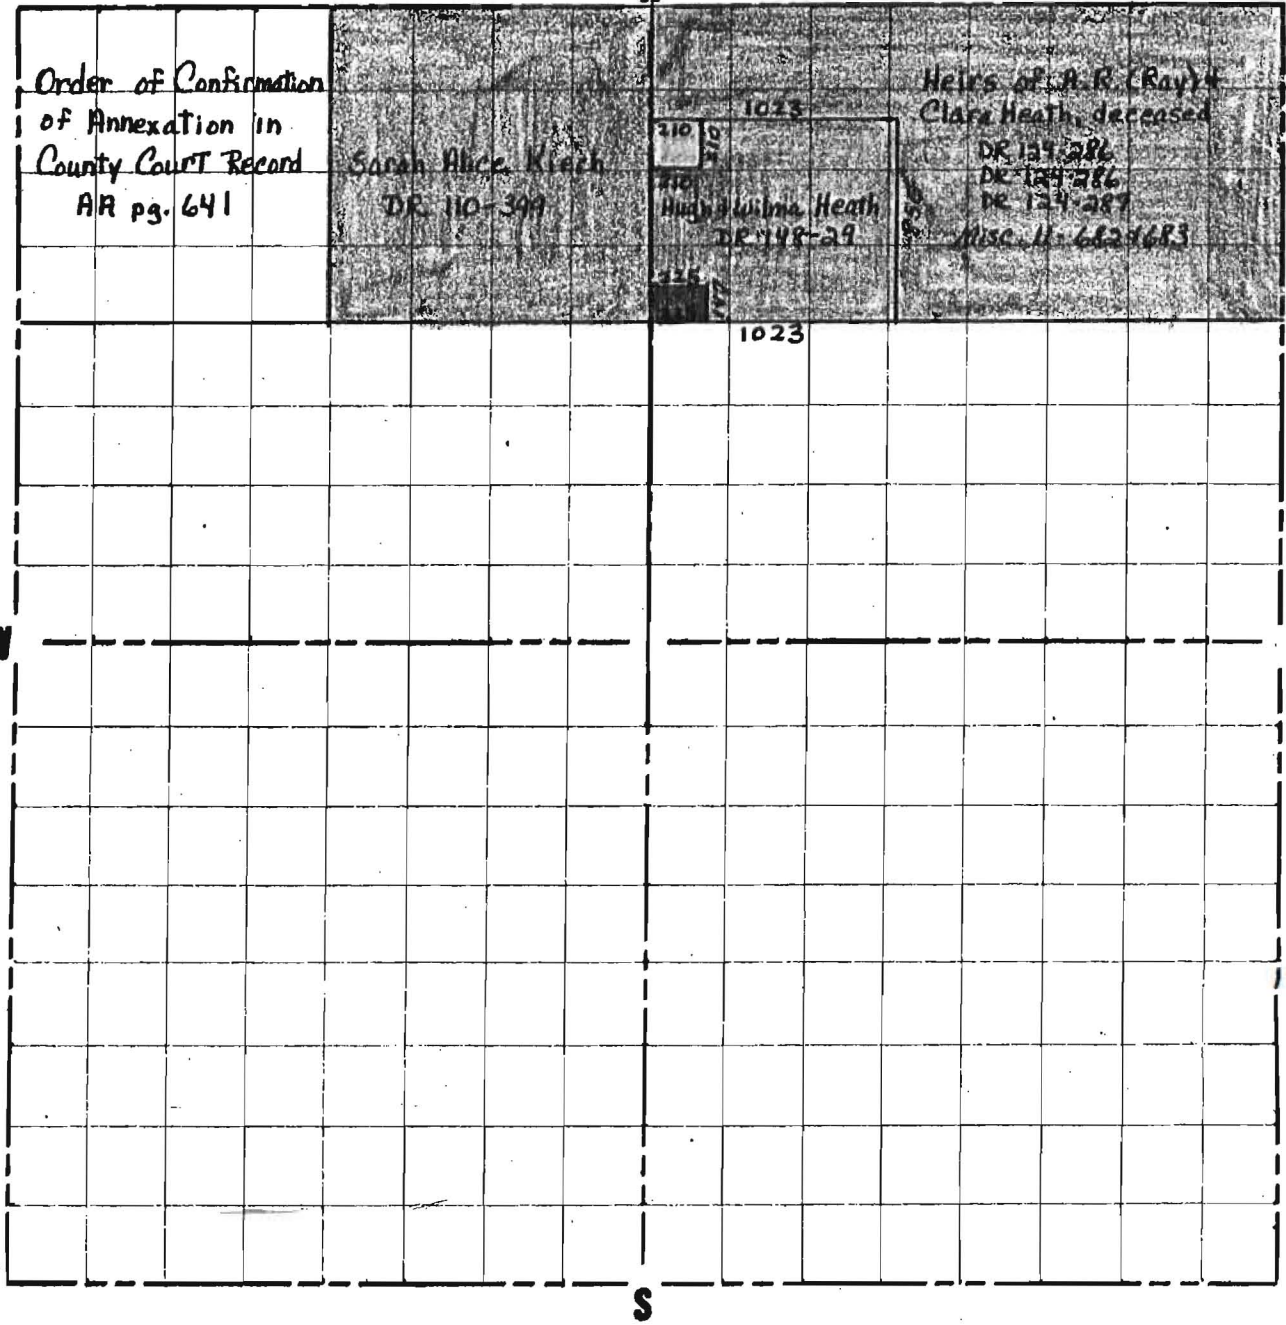 Order of Confirmation
of Annexation in
County Court Record
AA pg. 641
Sarah Alice
DR 110-399
1023
210
210
210
Hugh & Wilma Heath
DR 148-29
Heirs of A.R. (Ray) &
Clara Heath, deceased
DR 124-286
DR 124-286
DR 124-287
Misc. 11-682 & 683
225
1023
S